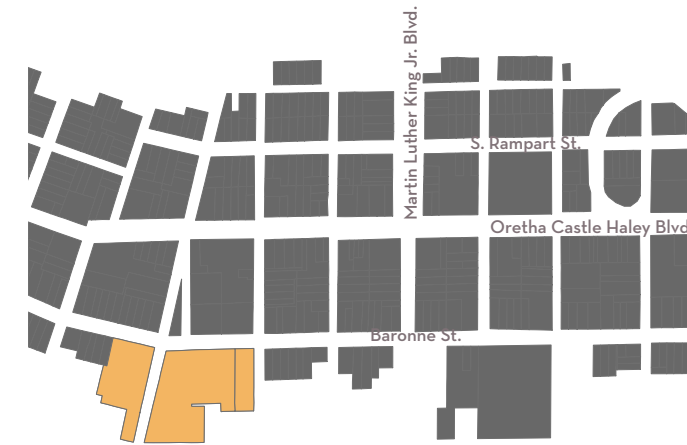 Martin Luther King Jr. Blvd.
S. Rampart St.
Oretha Castle Haley Blvd
Baronne St.